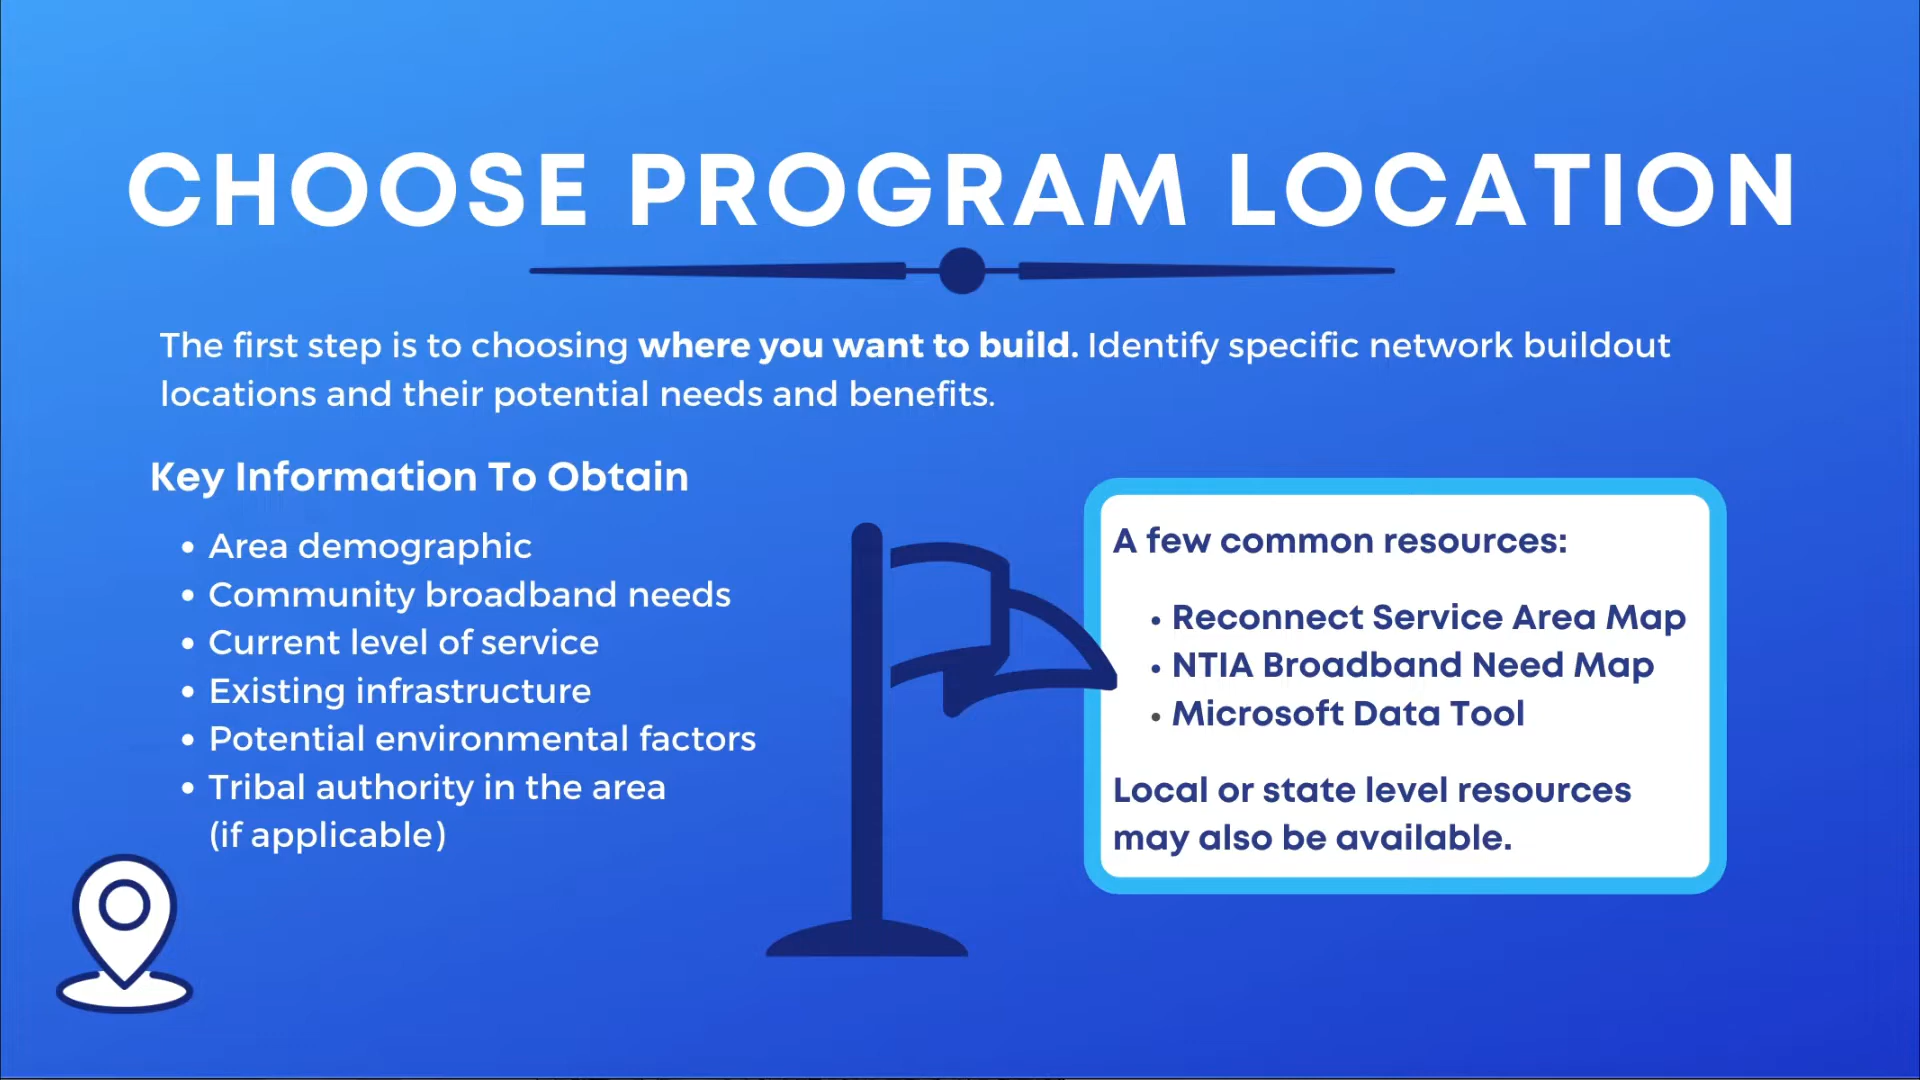 CHOOSE PROGRAM LOCATION
The first step is to choosing where you want to build. Identify specific network buildout
locations and their potential needs and benefits.
Key Information To Obtain
• Area demographic
• Community broadband needs
• Current level of service
• Existing infrastructure
• Potential environmental factors
• Tribal authority in the area
(if applicable)
A few common resources:
• Reconnect Service Area Map
• NTIA Broadband Need Map
• Microsoft Data Tool
Local or state level resources
may also be available.